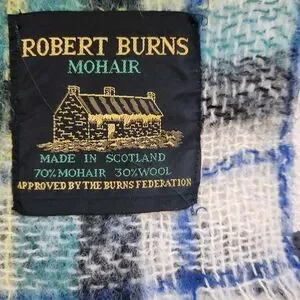 ROBERT BURNS
MOHAIR
MADE IN SCOTLAND
70% MOHAIR 30% WOOL
APPROVED BY THE BURNS FEDERATION